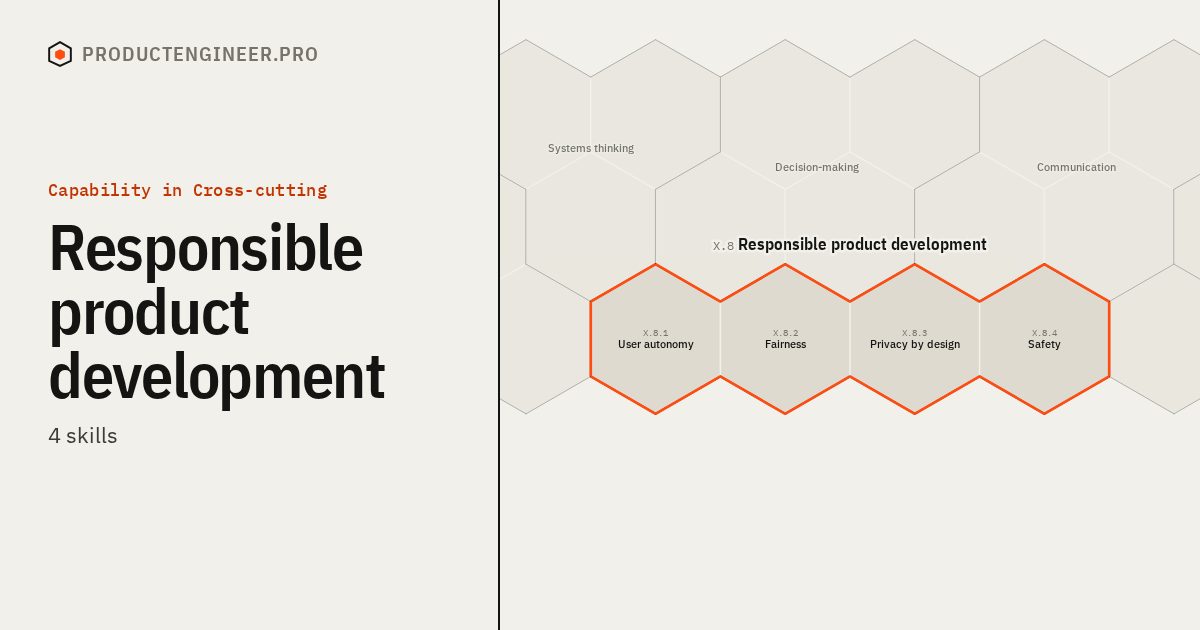 PRODUCTENGINEER.PRO
Capability in Cross-cutting
Responsible
product
development
4 skills
Systems thinking
Decision-making
Communication
X.8 Responsible product development
X.8.1
User autonomy
X.8.2
Fairness
X.8.3
Privacy by design
X.8.4
Safety